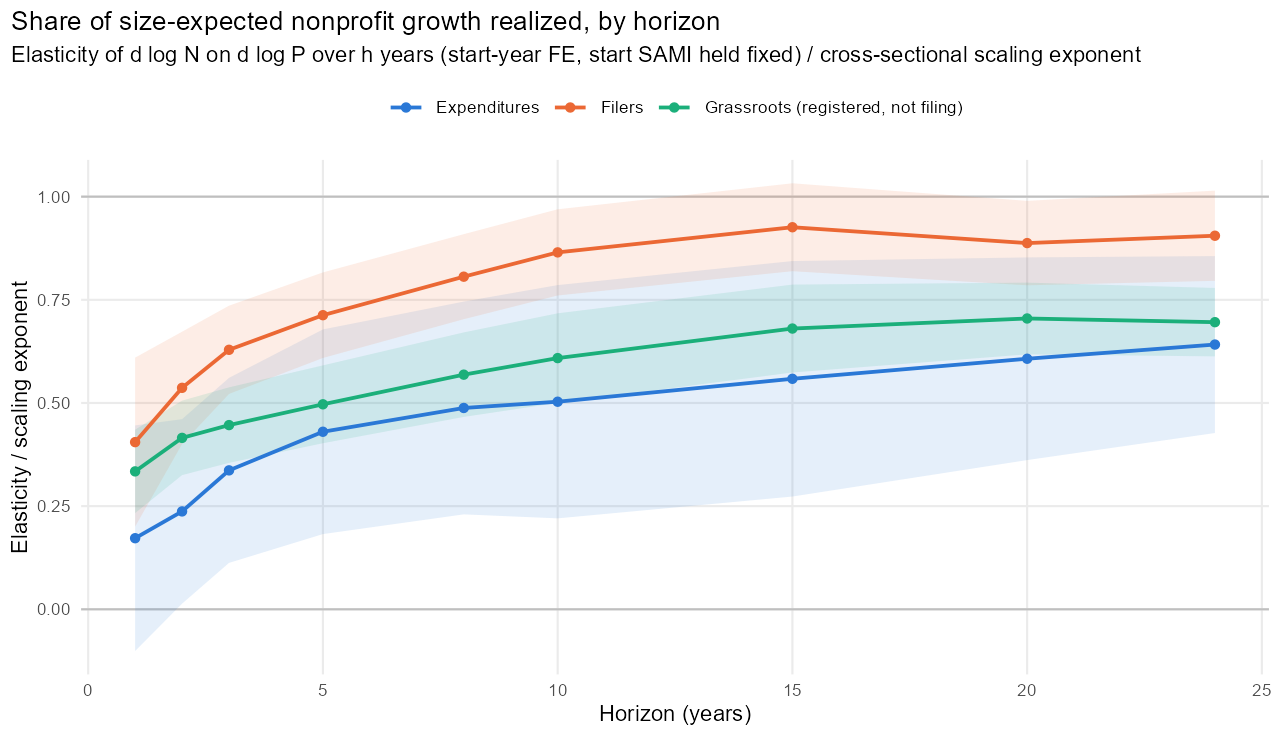 Share of size-expected nonprofit growth realized, by horizon
Elasticity of d log N on d log P over h years (start-year FE, start SAMI held fixed) / cross-sectional scaling exponent
Expenditures Filers Grassroots (registered, not filing)
Elasticity / scaling exponent
1.00
0.75
0.50
0.25
0.00
0 5 10 15 20 25
Horizon (years)